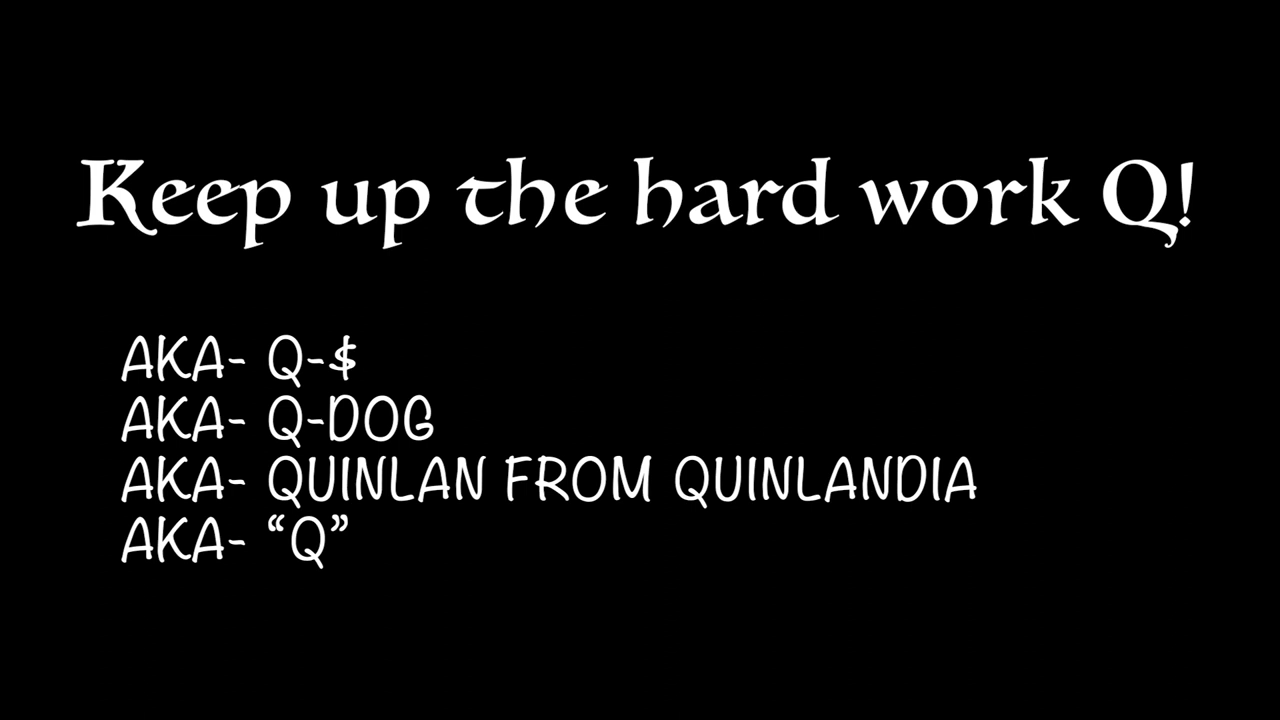 Keep up the hard work Q!
AKA- Q-$
AKA- Q-DOG
AKA- QUINLAN FROM QUINLANDIA
AKA- “Q”